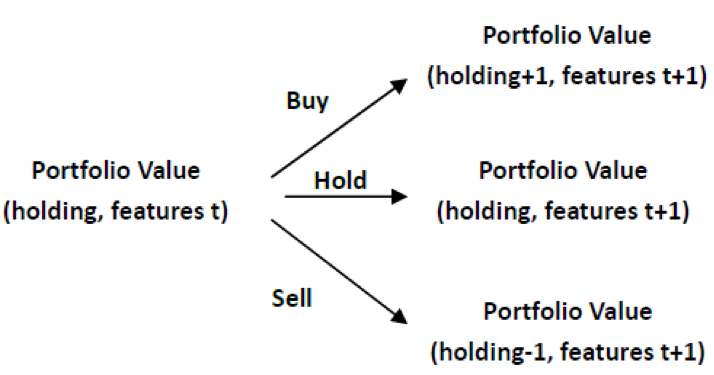 Portfolio Value
(holding+1, features t+1)
Buy
Portfolio Value
(holding, features t)
Hold
Portfolio Value
(holding, features t+1)
Sell
Portfolio Value
(holding-1, features t+1)